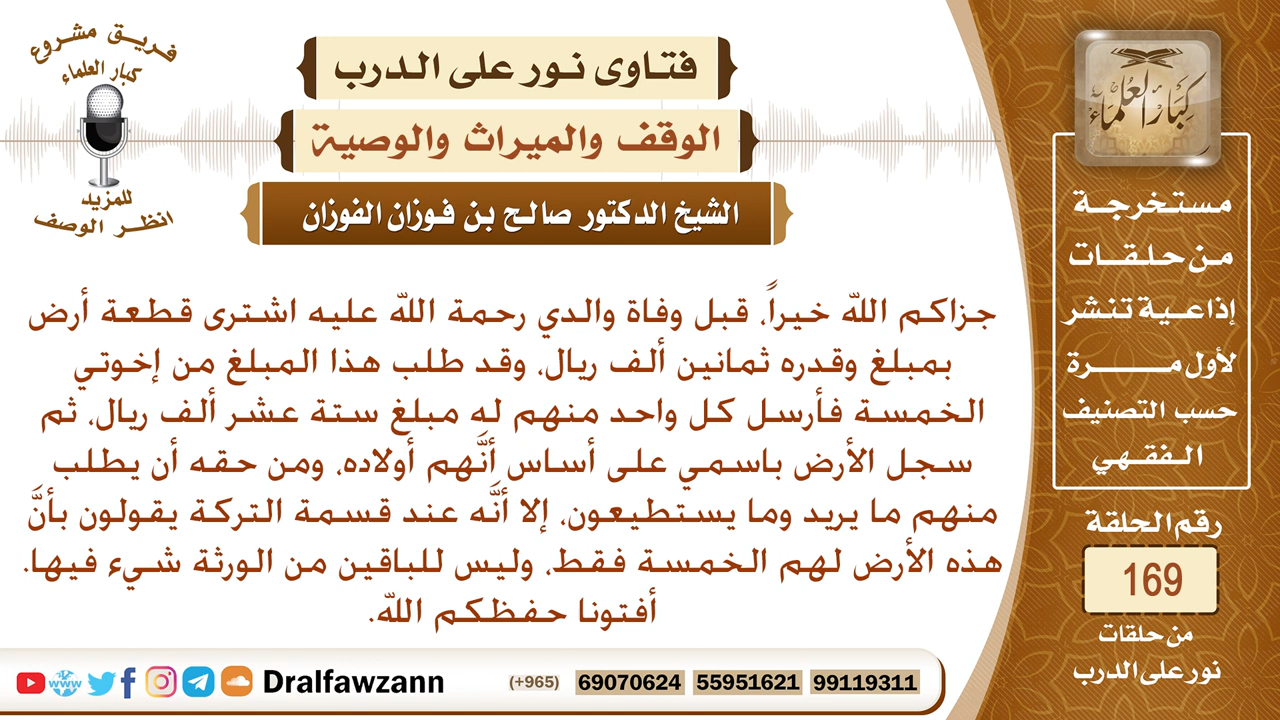 فريق مشروع
كبار العلماء
للمزيد
انظر الوصف
فتاوى نور على الدرب
الوقف والميراث والوصية
الشيخ الدكتور صالح بن فوزان الفوزان
جزاكم الله خيراً، قبل وفاة والدي رحمة الله عليه اشترى قطعة أرض
بمبلغ وقدره ثمانين ألف ريال، وقد طلب هذا المبلغ من إخوتي
الخمسة فأرسل كل واحد منهم له مبلغ ستة عشر ألف ريال، ثم
سجل الأرض باسمي على أساس أنَّهم أولاده، ومن حقه أن يطلب
منهم ما يريد وما يستطيعون، إلا أنَّه عند قسمة التركة يقولون بأنَّ
هذه الأرض لهم الخمسة فقط، وليس للباقين من الورثة شيء فيها.
أفتونا حفظكم الله.
كبار العلماء
مستخرجة
من حلقات
إذاعية تنشر
لأول مرة
حسب التصنيف
الفقهي
رقم الحلقة
169
من حلقات
نور على الدرب
www Dralfawzann (+965) 69070624 55951621 99119311